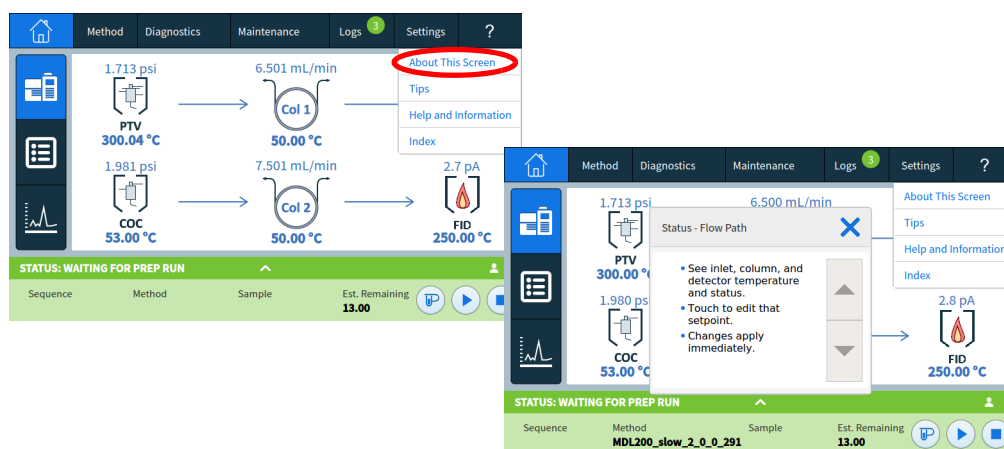 Method Diagnostics Maintenance Logs 3 Settings ?
About This Screen
Tips
Help and Information
Index
1.713 psi 6.501 mL/min
Col 1
PTV
300.04 °C 50.00 °C
1.981 psi 7.501 mL/min 2.7 pA
Col 2
COC FID
53.00 °C 50.00 °C 250.00 °C
STATUS: WAITING FOR PREP RUN
Sequence Method Sample Est. Remaining
13.00
P
Method Diagnostics Maintenance Logs 3 Settings ?
About This Screen
Tips
Help and Information
Index
1.713 psi 6.500 mL/min
Status - Flow Path
• See inlet, column, and
detector temperature
and status.
• Touch to edit that
setpoint.
• Changes apply
immediately.
PTV
300.00 °
1.980 ps 2.8 pA
COC FID
53.00 °C 250.00 °C
STATUS: WAITING FOR PREP RUN
Sequence Method Sample Est. Remaining
MDL200_slow_2_0_0_291 13.00
P